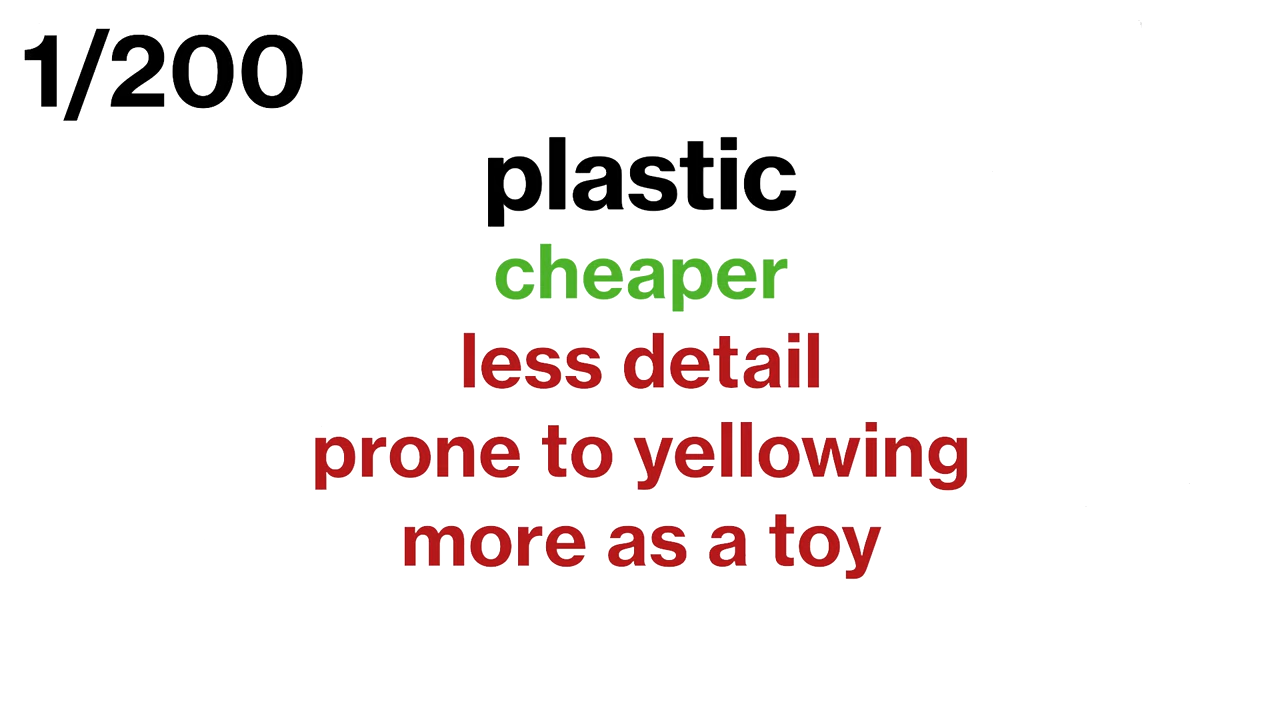 1/200
plastic
cheaper
less detail
prone to yellowing
more as a toy